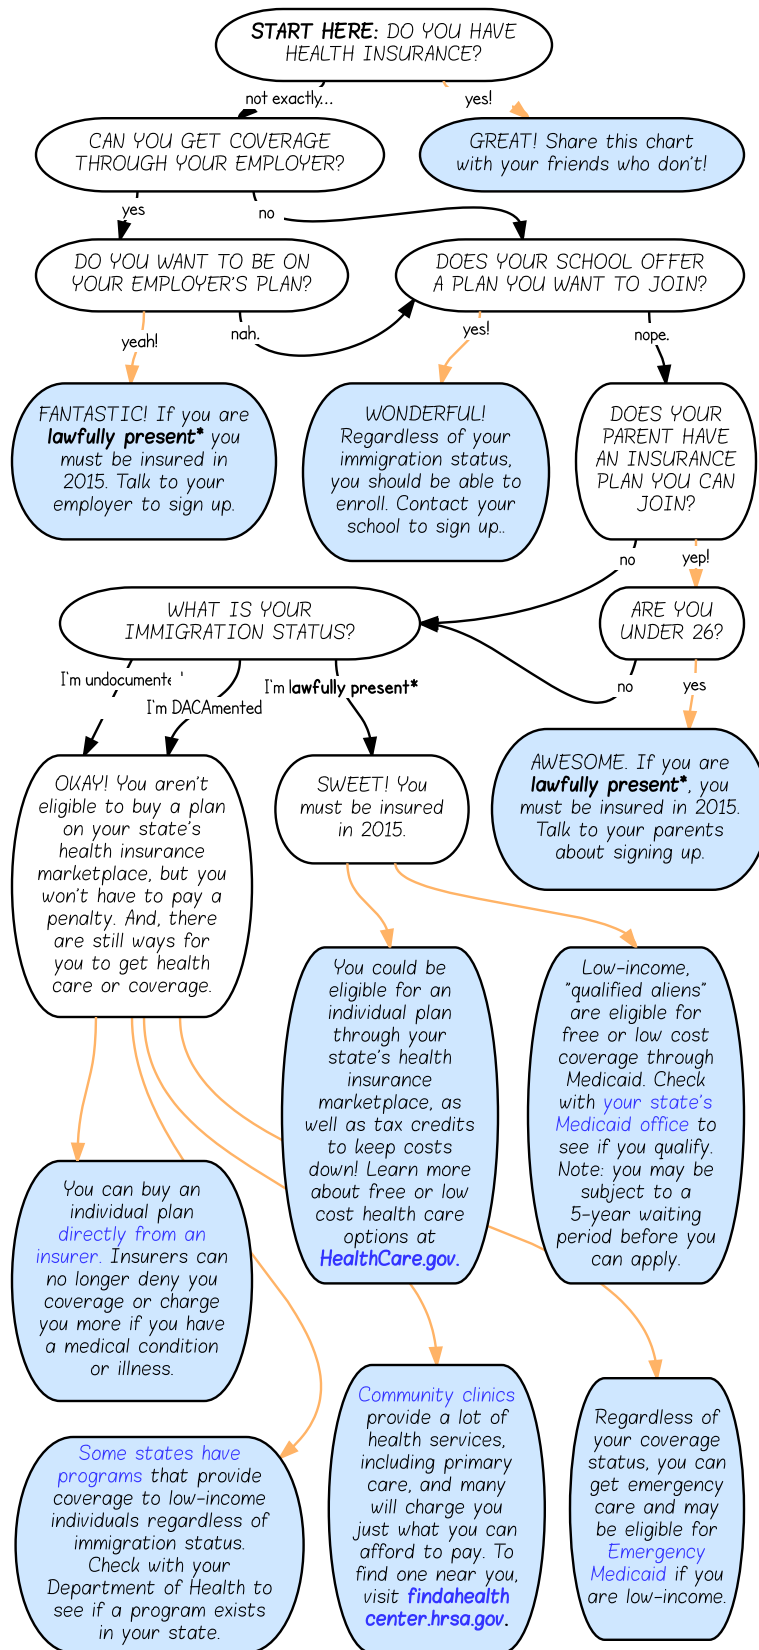 START HERE: DO YOU HAVE
HEALTH INSURANCE?
not exactly...
yes!
CAN YOU GET COVERAGE
THROUGH YOUR EMPLOYER?
GREAT! Share this chart
with your friends who don't!
yes
no
DO YOU WANT TO BE ON
YOUR EMPLOYER'S PLAN?
DOES YOUR SCHOOL OFFER
A PLAN YOU WANT TO JOIN?
yeah!
nah.
yes!
nope.
FANTASTIC! If you are
lawfully present* you
must be insured in
2015. Talk to your
employer to sign up.
WONDERFUL!
Regardless of your
immigration status,
you should be able to
enroll. Contact your
school to sign up..
DOES YOUR
PARENT HAVE
AN INSURANCE
PLAN YOU CAN
JOIN?
no
yep!
WHAT IS YOUR
IMMIGRATION STATUS?
ARE YOU
UNDER 26?
I'm undocumente
I'm DACAmented
I'm lawfully present*
no
yes
OKAY! You aren't
eligible to buy a plan
on your state's
health insurance
marketplace, but you
won't have to pay a
penalty. And, there
are still ways for
you to get health
care or coverage.
SWEET! You
must be insured
in 2015.
AWESOME. If you are
lawfully present*, you
must be insured in 2015.
Talk to your parents
about signing up.
You could be
eligible for an
individual plan
through your
state's health
insurance
marketplace, as
well as tax credits
to keep costs
down! Learn more
about free or low
cost health care
options at
HealthCare.gov.
Low-income,
"qualified aliens"
are eligible for
free or low cost
coverage through
Medicaid. Check
with your state's
Medicaid office to
see if you qualify.
Note: you may be
subject to a
5-year waiting
period before you
can apply.
You can buy an
individual plan
directly from an
insurer. Insurers can
no longer deny you
coverage or charge
you more if you have
a medical condition
or illness.
Some states have
programs that provide
coverage to low-income
individuals regardless of
immigration status.
Check with your
Department of Health to
see if a program exists
in your state.
Community clinics
provide a lot of
health services,
including primary
care, and many
will charge you
just what you can
afford to pay. To
find one near you,
visit findahealth
center.hrsa.gov.
Regardless of
your coverage
status, you can
get emergency
care and may
be eligible for
Emergency
Medicaid if you
are low-income.